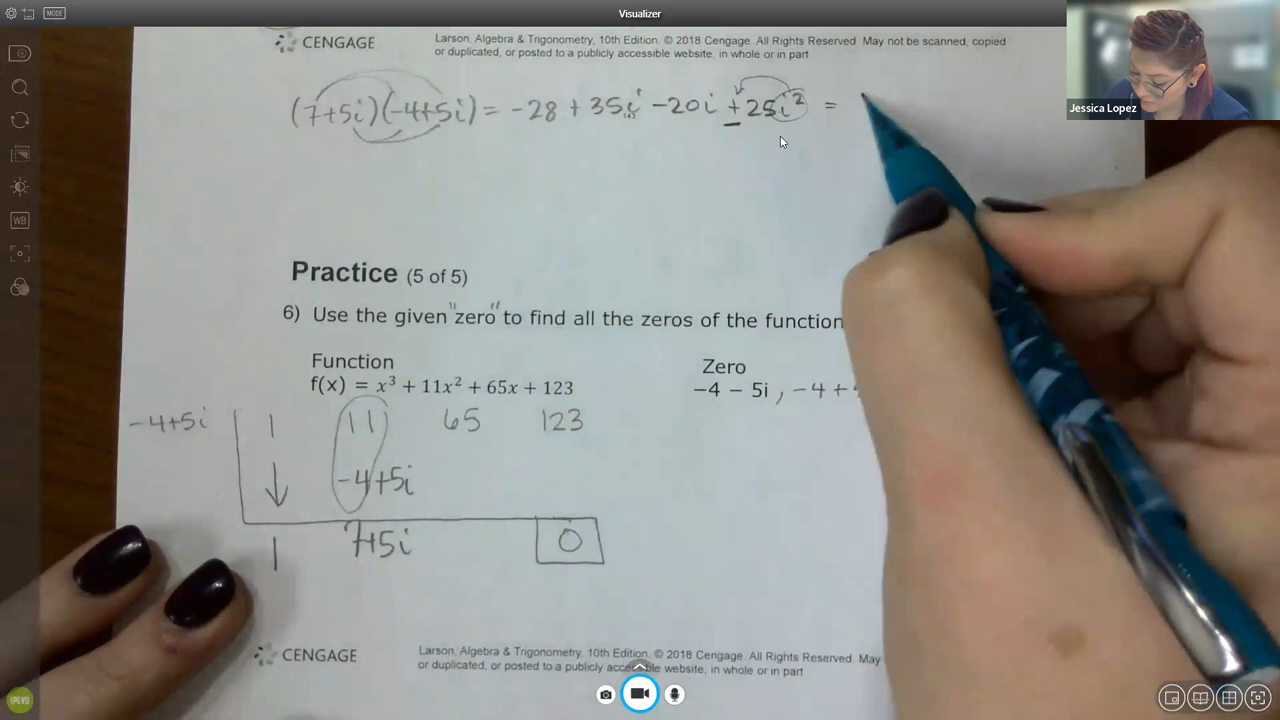 MODE
Visualizer
CENGAGE
Larson, Algebra & Trigonometry, 10th Edition. © 2018 Cengage. All Rights Reserved May not be scanned, copied
or duplicated, or posted to a publicly accessible website, in whole or in part
Jessica Lopez
(7+5i)(-4+5i) = -28 + 35i -20i + 25i² =
WB
Practice (5 of 5)
6) Use the given "zero" to find all the zeros of the function
Function
Zero
f(x) = x³ + 11x² + 65x + 123
-4 - 5i, -4 +
-4+5i 1 11 65 123
-4+5i
1 7+5i 0
CENGAGE
Larson, Algebra & Trigonometry, 10th Edition. © 2018 Cengage. All Rights Reserved May
or duplicated, or posted to a publicly accessible website, in whole or in part
IPEVO